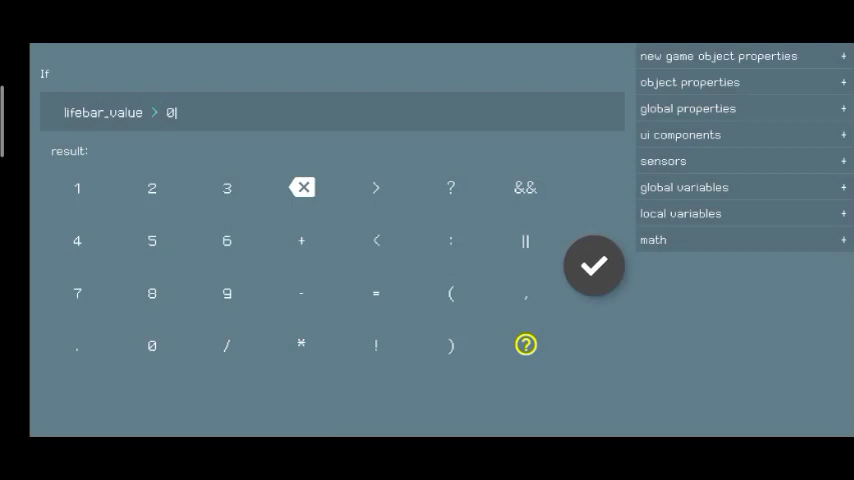 If
lifebar_value > 0
result:
1 2 3 > ? &&
4 5 6 + < : ||
7 8 9 - = ( ,
. 0 / * ! ) ?
new game object properties +
object properties +
global properties +
ui components +
sensors +
global variables +
local variables +
math +